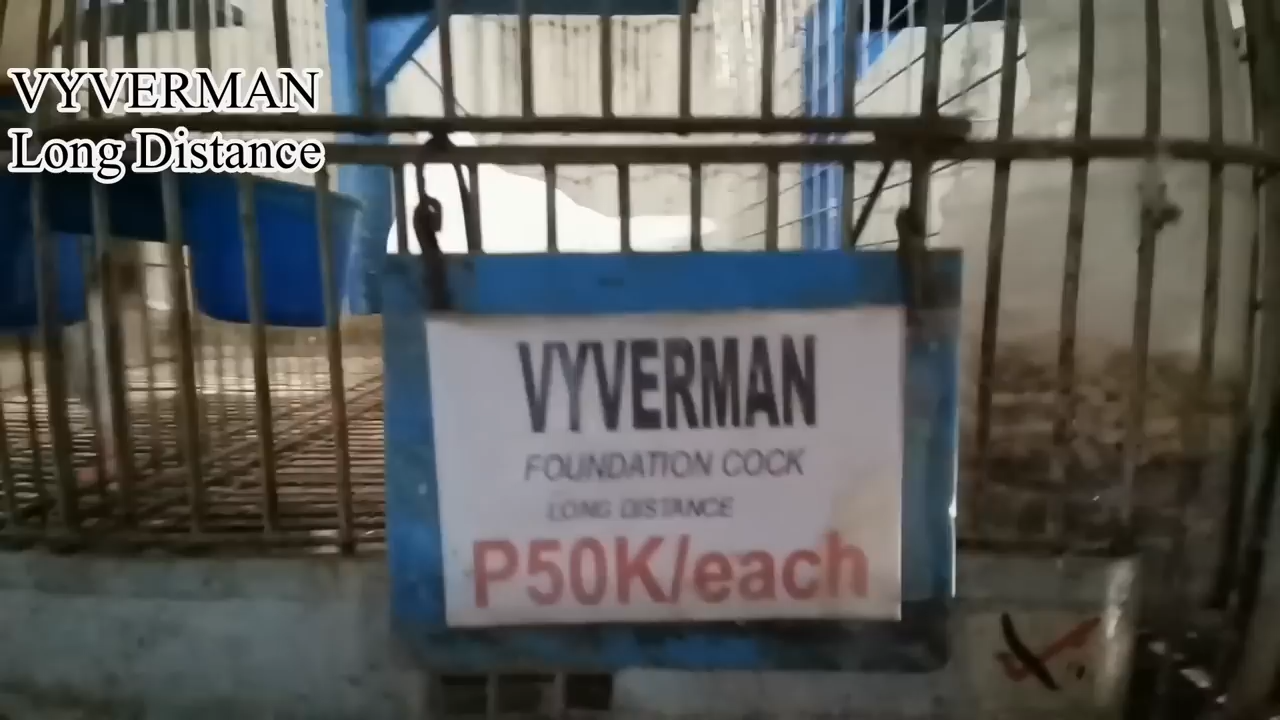 VYVERMAN
Long Distance
VYVERMAN
FOUNDATION COCK
LONG DISTANCE
P50K/each